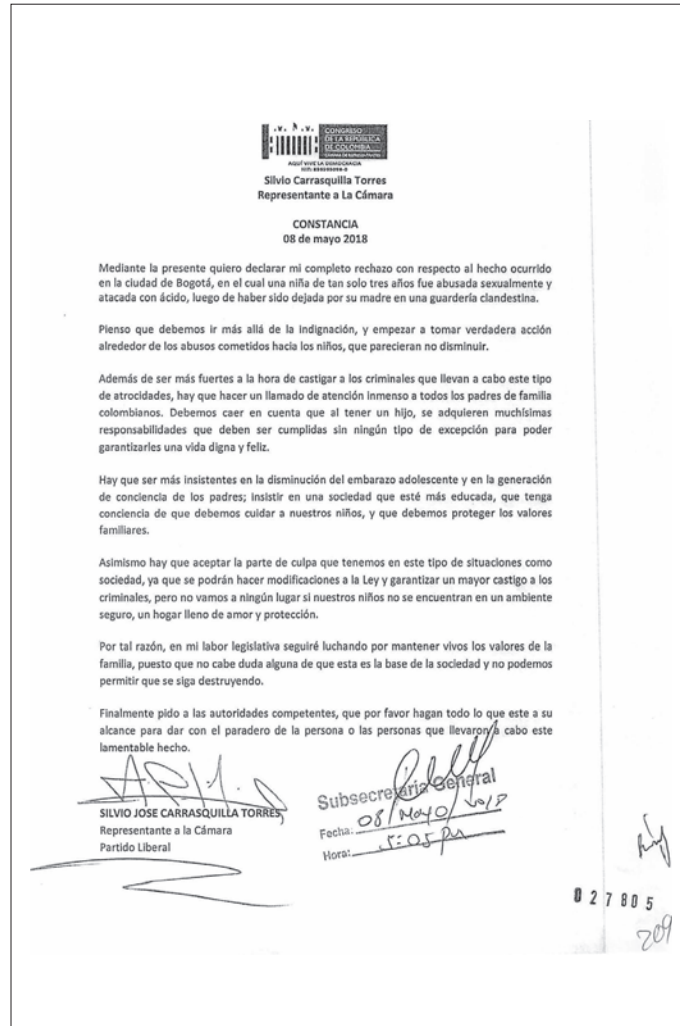 CONGRESO
DE LA REPÚBLICA
DE COLOMBIA
AQUÍ VIVE LA DEMOCRACIA
Silvio Carrasquilla Torres
Representante a La Cámara
CONSTANCIA
08 de mayo 2018
Mediante la presente quiero declarar mi completo rechazo con respecto al hecho ocurrido
en la ciudad de Bogotá, en el cual una niña de tan solo tres años fue abusada sexualmente y
atacada con ácido, luego de haber sido dejada por su madre en una guardería clandestina.
Pienso que debemos ir más allá de la indignación, y empezar a tomar verdadera acción
alrededor de los abusos cometidos hacia los niños, que parecieran no disminuir.
Además de ser más fuertes a la hora de castigar a los criminales que llevan a cabo este tipo
de atrocidades, hay que hacer un llamado de atención inmenso a todos los padres de familia
colombianos. Debemos caer en cuenta que al tener un hijo, se adquieren muchísimas
responsabilidades que deben ser cumplidas sin ningún tipo de excepción para poder
garantizarles una vida digna y feliz.
Hay que ser más insistentes en la disminución del embarazo adolescente y en la generación
de conciencia de los padres; insistir en una sociedad que esté más educada, que tenga
conciencia de que debemos cuidar a nuestros niños, y que debemos proteger los valores
familiares.
Asimismo hay que aceptar la parte de culpa que tenemos en este tipo de situaciones como
sociedad, ya que se podrán hacer modificaciones a la Ley y garantizar un mayor castigo a los
criminales, pero no vamos a ningún lugar si nuestros niños no se encuentran en un ambiente
seguro, un hogar lleno de amor y protección.
Por tal razón, en mi labor legislativa seguiré luchando por mantener vivos los valores de la
familia, puesto que no cabe duda alguna de que esta es la base de la sociedad y no podemos
permitir que se siga destruyendo.
Finalmente pido a las autoridades competentes, que por favor hagan todo lo que este a su
alcance para dar con el paradero de la persona o las personas que llevaron a cabo este
lamentable hecho.
SILVIO JOSE CARRASQUILLA TORRES
Representante a la Cámara
Partido Liberal
Subsecretaria General
Fecha: 08/Mayo/2018
Hora: 5:05 Pm
027805
209